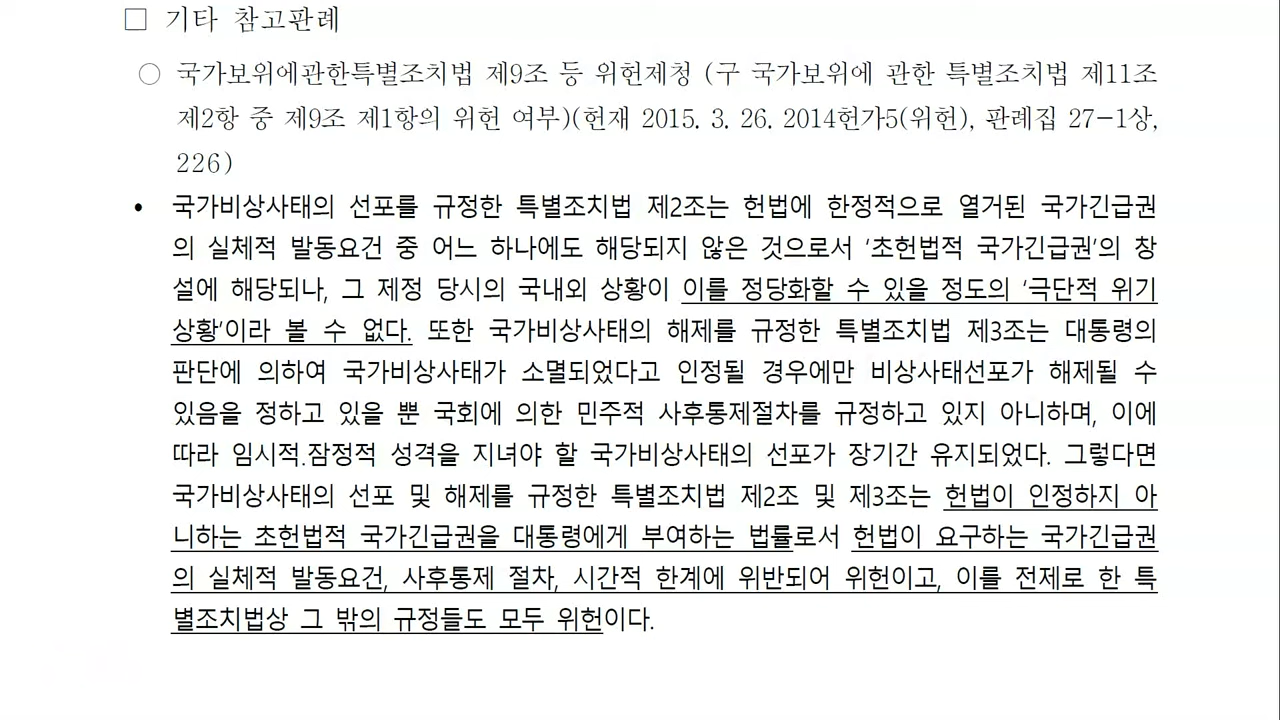 □ 기타 참고판례
○ 국가보위에관한특별조치법 제9조 등 위헌제청 (구 국가보위에 관한 특별조치법 제11조
제2항 중 제9조 제1항의 위헌 여부)(헌재 2015. 3. 26. 2014헌가5(위헌), 판례집 27-1상,
226)
• 국가비상사태의 선포를 규정한 특별조치법 제2조는 헌법에 한정적으로 열거된 국가긴급권
의 실체적 발동요건 중 어느 하나에도 해당되지 않은 것으로서 ‘초헌법적 국가긴급권’의 창
설에 해당되나, 그 제정 당시의 국내외 상황이 이를 정당화할 수 있을 정도의 ‘극단적 위기
상황’이라 볼 수 없다. 또한 국가비상사태의 해제를 규정한 특별조치법 제3조는 대통령의
판단에 의하여 국가비상사태가 소멸되었다고 인정될 경우에만 비상사태선포가 해제될 수
있음을 정하고 있을 뿐 국회에 의한 민주적 사후통제절차를 규정하고 있지 아니하며, 이에
따라 임시적.잠정적 성격을 지녀야 할 국가비상사태의 선포가 장기간 유지되었다. 그렇다면
국가비상사태의 선포 및 해제를 규정한 특별조치법 제2조 및 제3조는 헌법이 인정하지 아
니하는 초헌법적 국가긴급권을 대통령에게 부여하는 법률로서 헌법이 요구하는 국가긴급권
의 실체적 발동요건, 사후통제 절차, 시간적 한계에 위반되어 위헌이고, 이를 전제로 한 특
별조치법상 그 밖의 규정들도 모두 위헌이다.